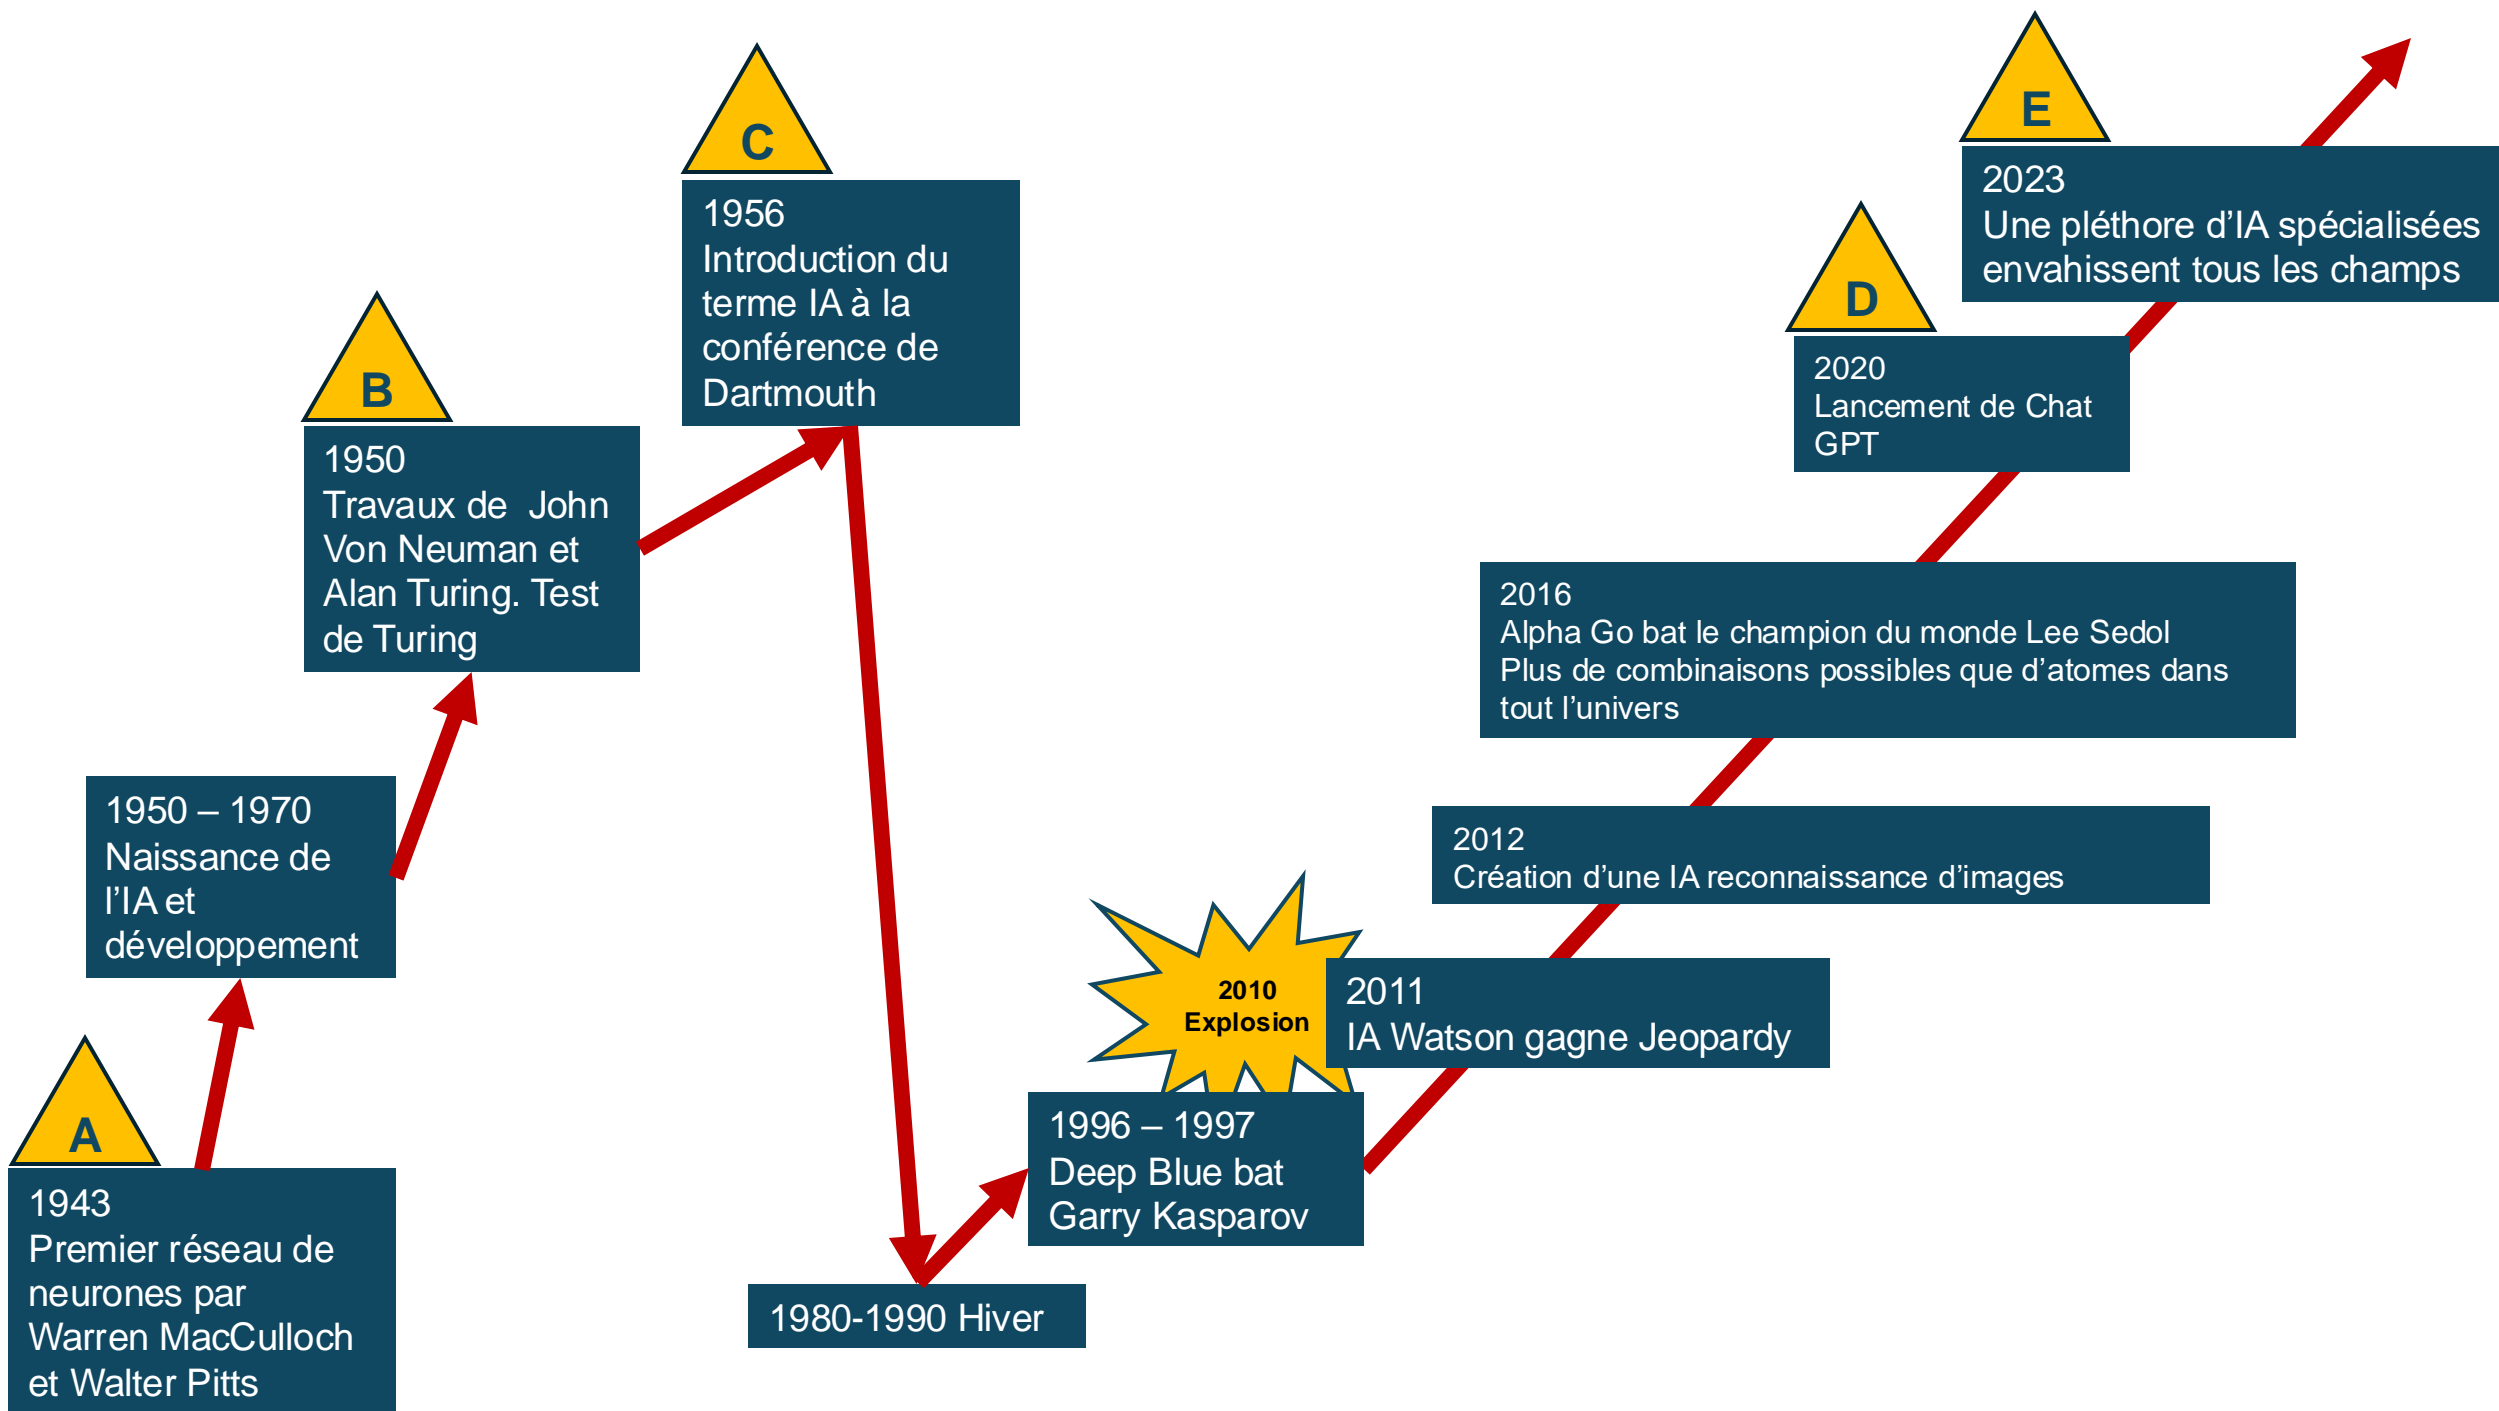 A
1943
Premier réseau de
neurones par
Warren MacCulloch
et Walter Pitts
1950 – 1970
Naissance de
l’IA et
développement
B
1950
Travaux de  John
Von Neuman et
Alan Turing. Test
de Turing
C
1956
Introduction du
terme IA à la
conférence de
Dartmouth
1980-1990 Hiver
1996 – 1997
Deep Blue bat
Garry Kasparov
2010
Explosion
2011
IA Watson gagne Jeopardy
2012
Création d’une IA reconnaissance d’images
2016
Alpha Go bat le champion du monde Lee Sedol
Plus de combinaisons possibles que d’atomes dans
tout l’univers
D
2020
Lancement de Chat
GPT
E
2023
Une pléthore d’IA spécialisées
envahissent tous les champs